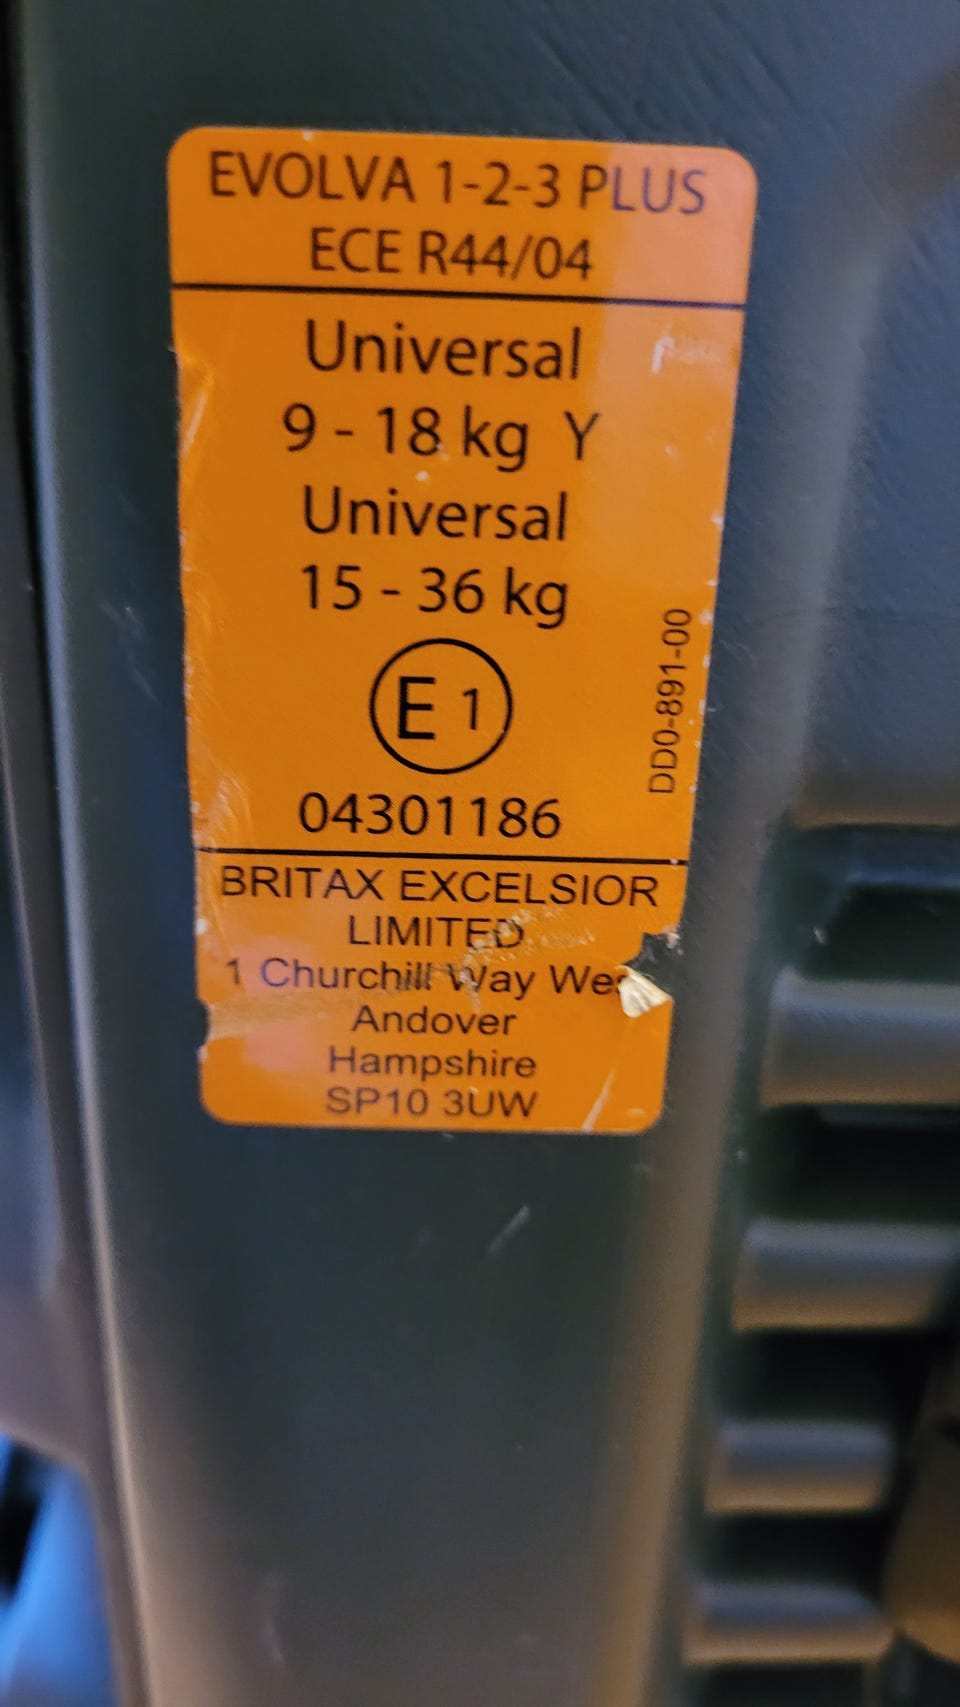 EVOLVA 1-2-3 PLUS
ECE R44/04
Universal
9 - 18 kg Y
Universal
15 - 36 kg
E 1
04301186
DD0-891-00
BRITAX EXCELSIOR
LIMITED
1 Churchill Way
Andover
Hampshire
SP10 3UW